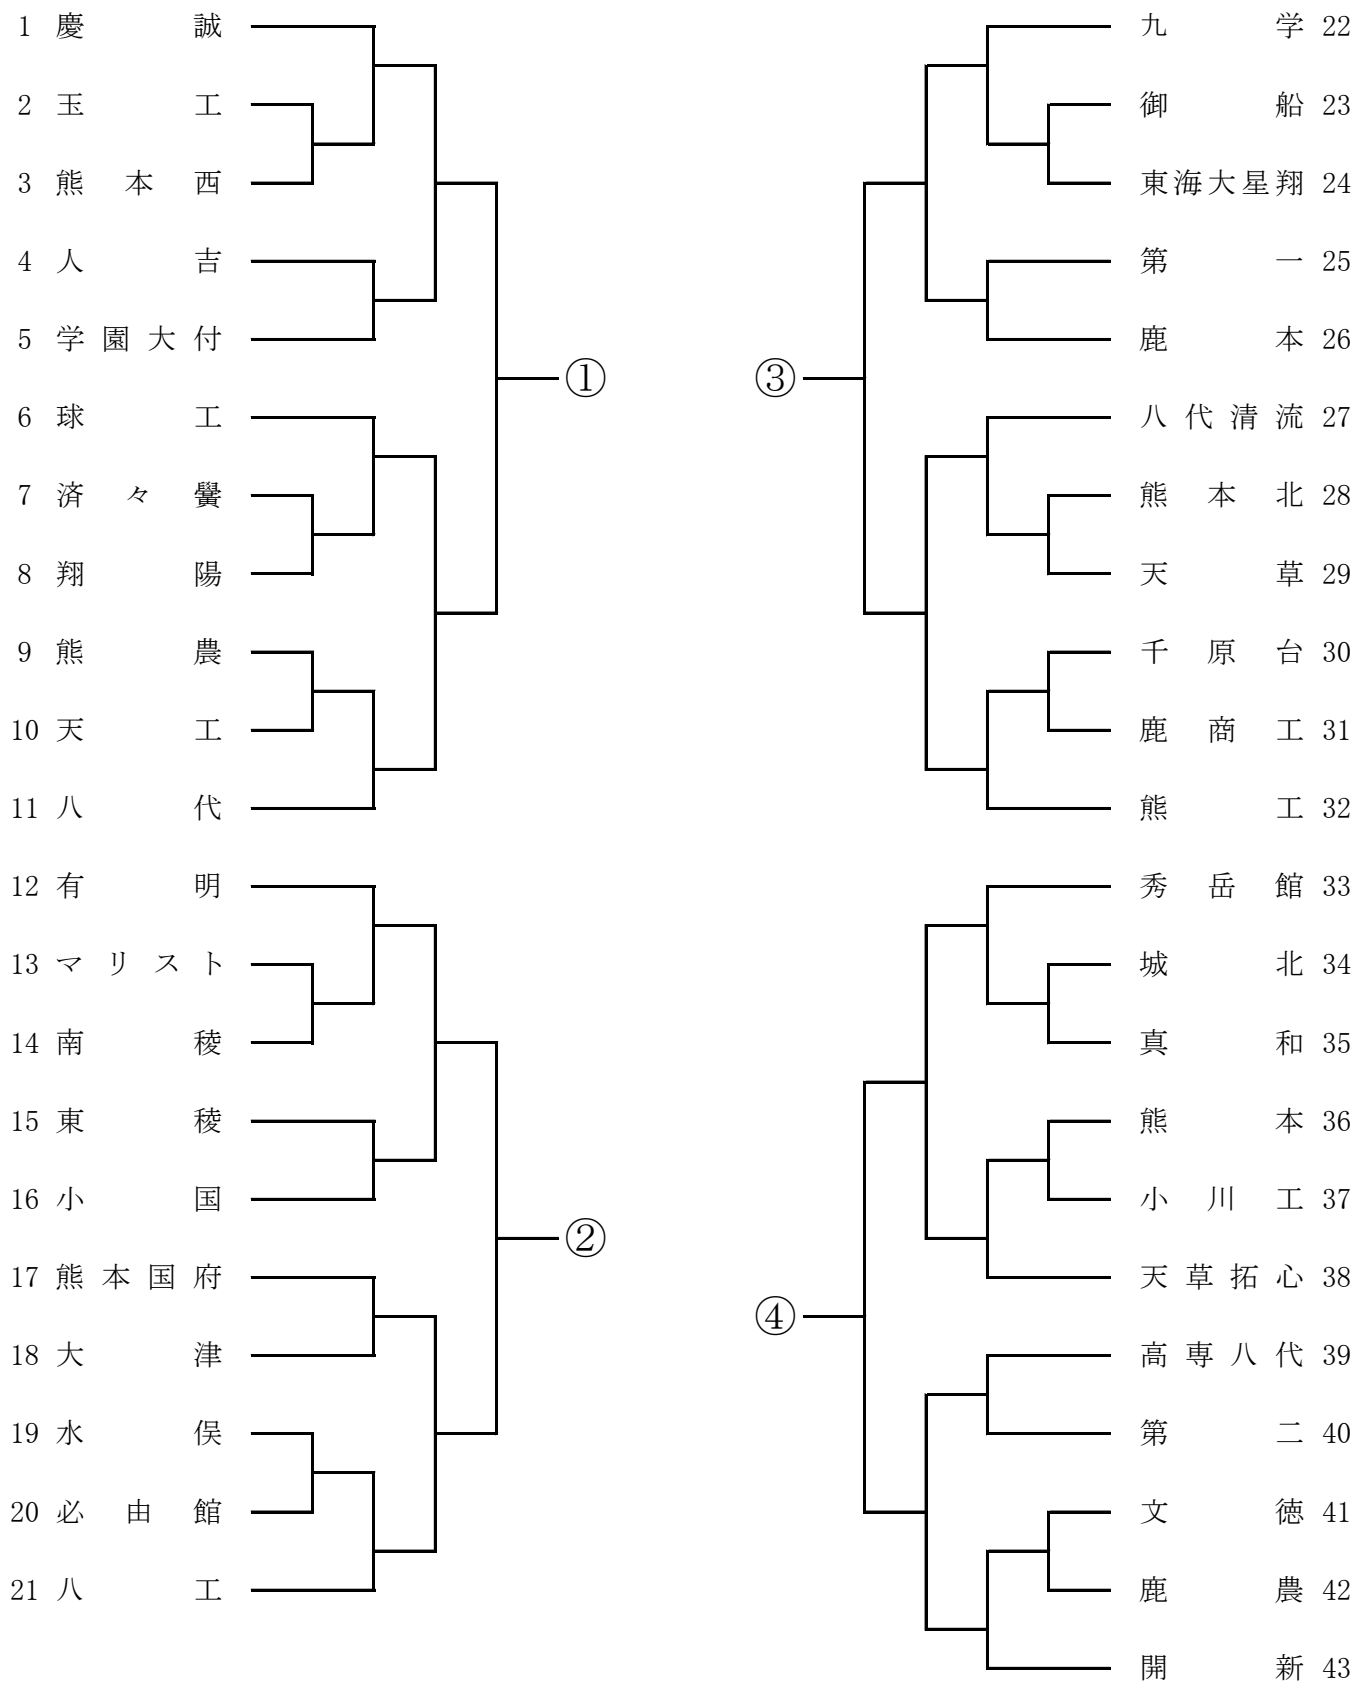 1 慶誠
2 玉工
3 熊本西
4 人吉
5 学園大付
①
6 球工
7 済々黌
8 翔陽
9 熊農
10 天工
11 八代
12 有明
13 マリスト
14 南稜
15 東稜
16 小国
②
17 熊本国府
18 大津
19 水俣
20 必由館
21 八工
九学 22
御船 23
東海大星翔 24
第一 25
鹿本 26
③
八代清流 27
熊本北 28
天草 29
千原台 30
鹿商工 31
熊工 32
秀岳館 33
城北 34
真和 35
熊本 36
小川工 37
天草拓心 38
④
高専八代 39
第二 40
文徳 41
鹿農 42
開新 43